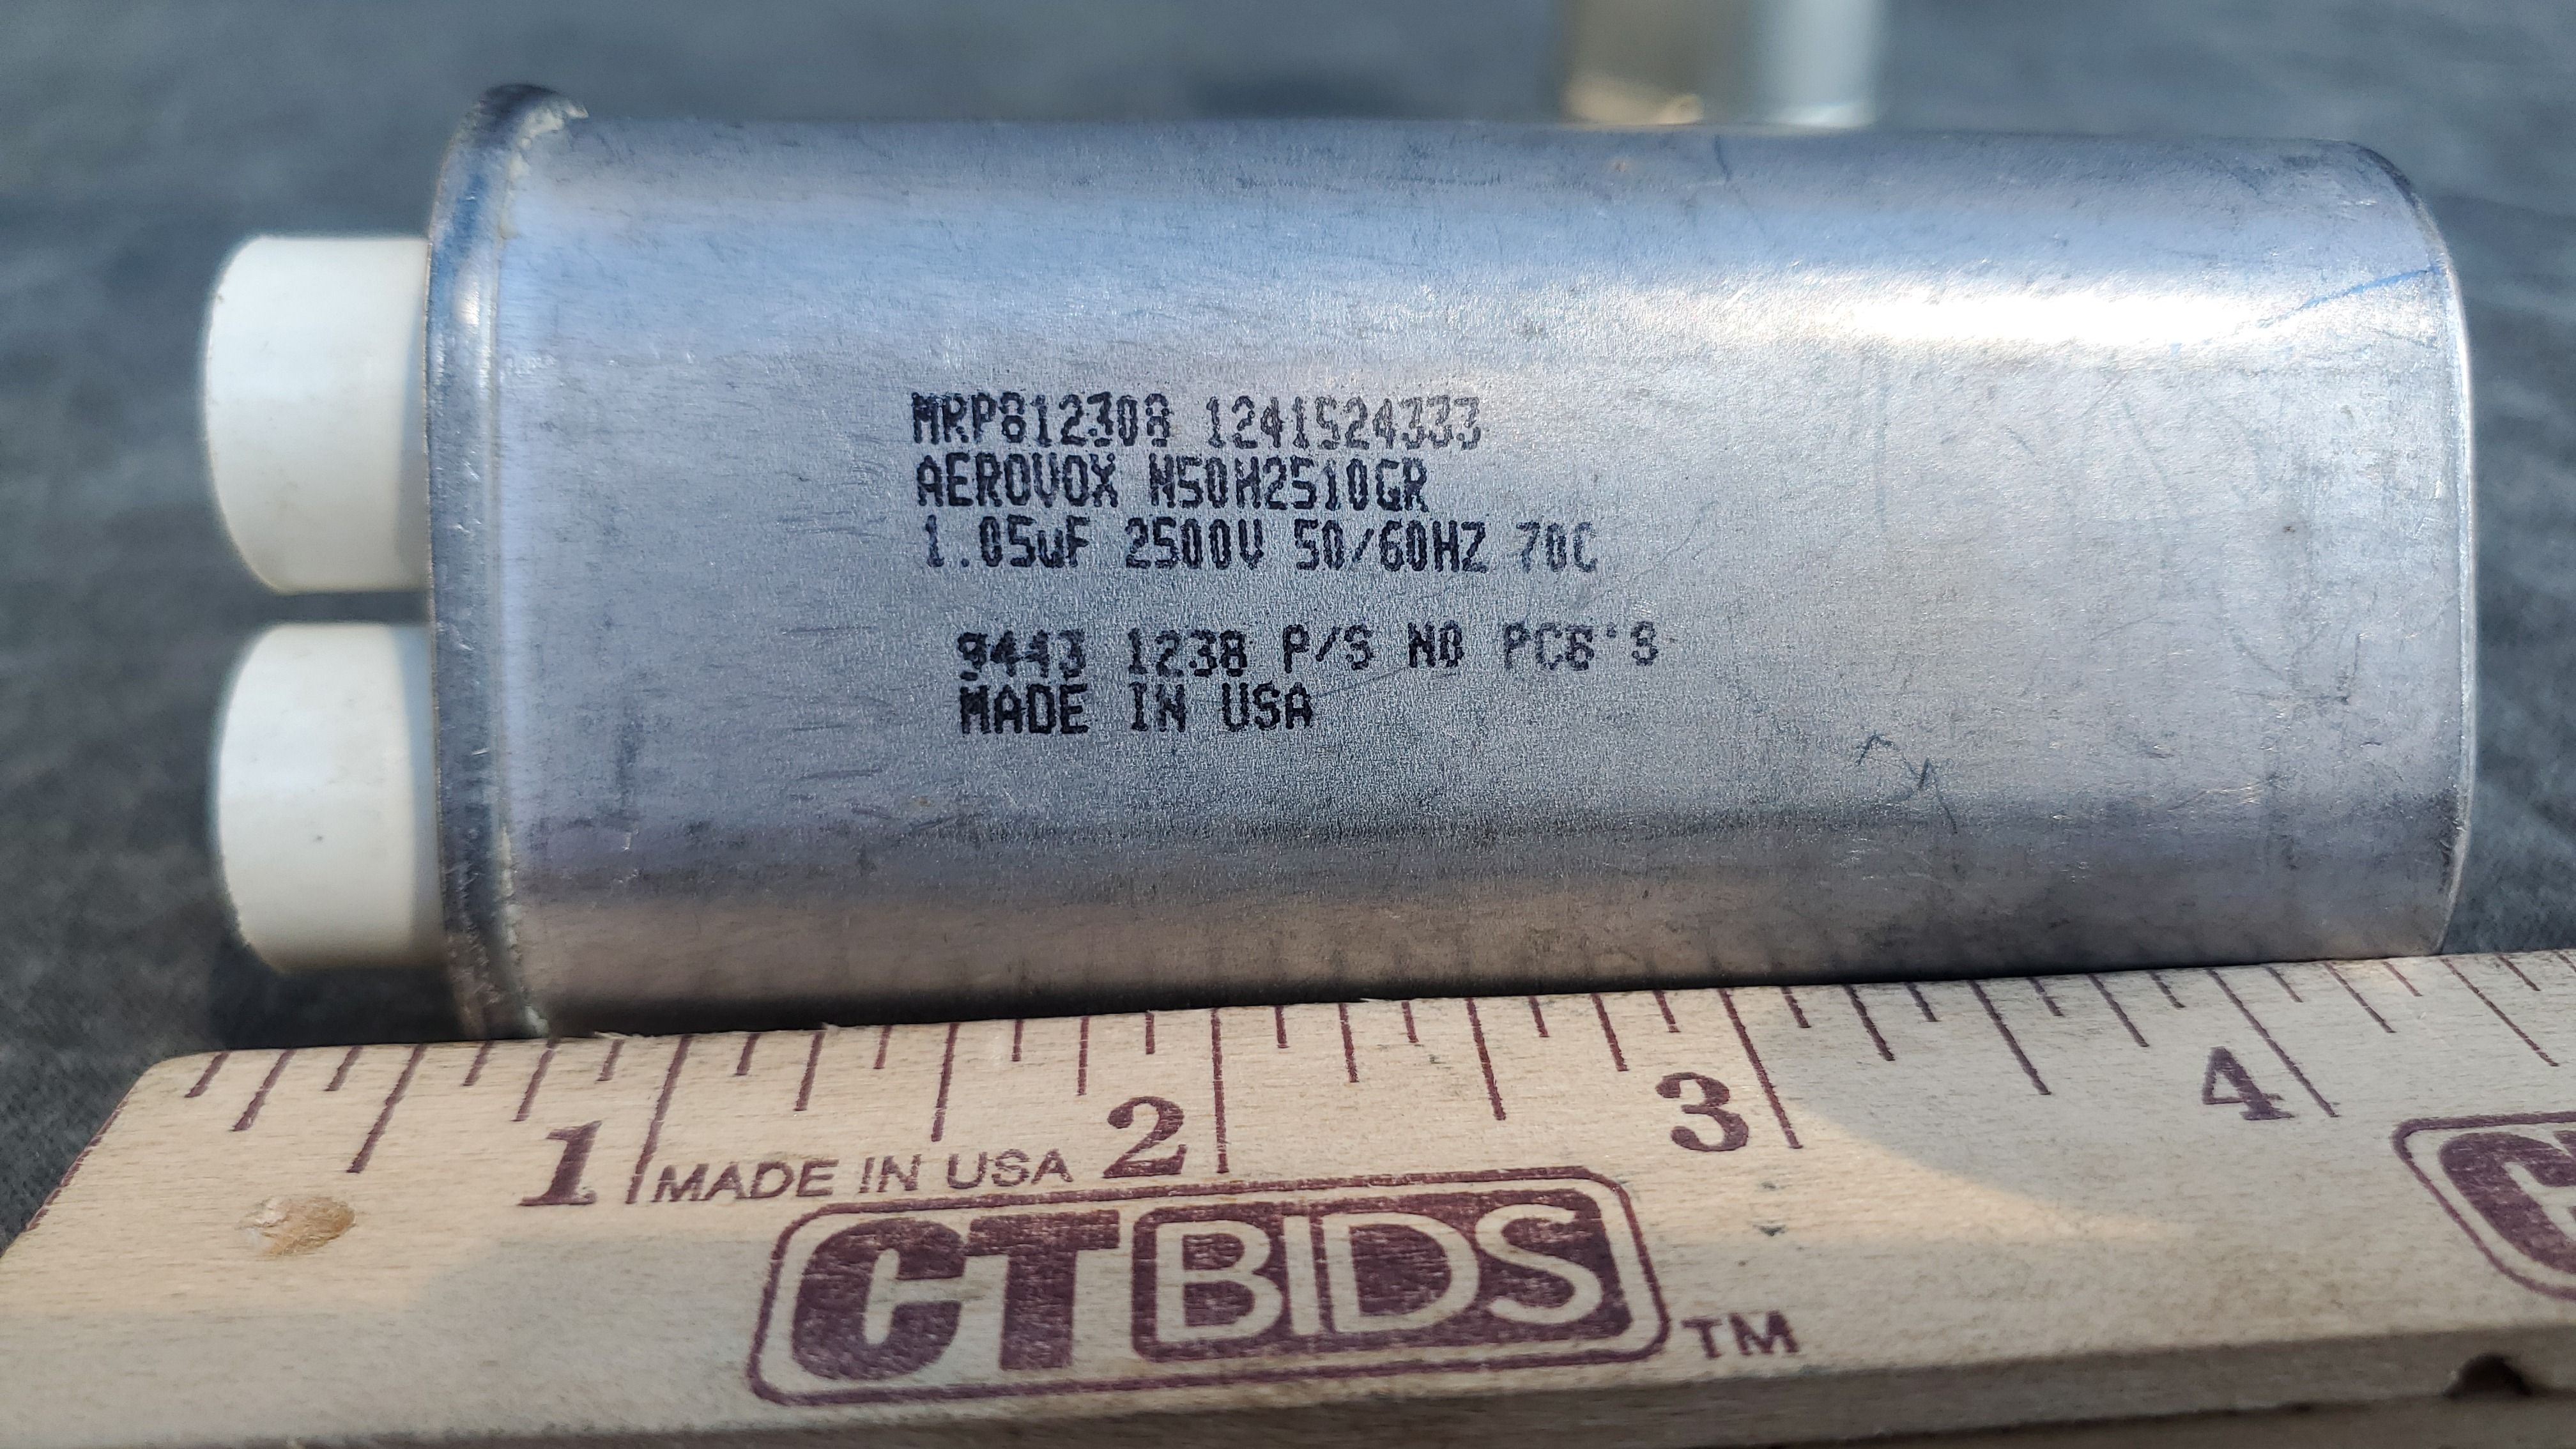 MRP812308 1241524333
AEROVOX N50H2510GR
1.05uF 2500V 50/60HZ 70C
9443 1238 P/S NO PCB'S
MADE IN USA
1 MADE IN USA 2 3 4
CTBIDS TM